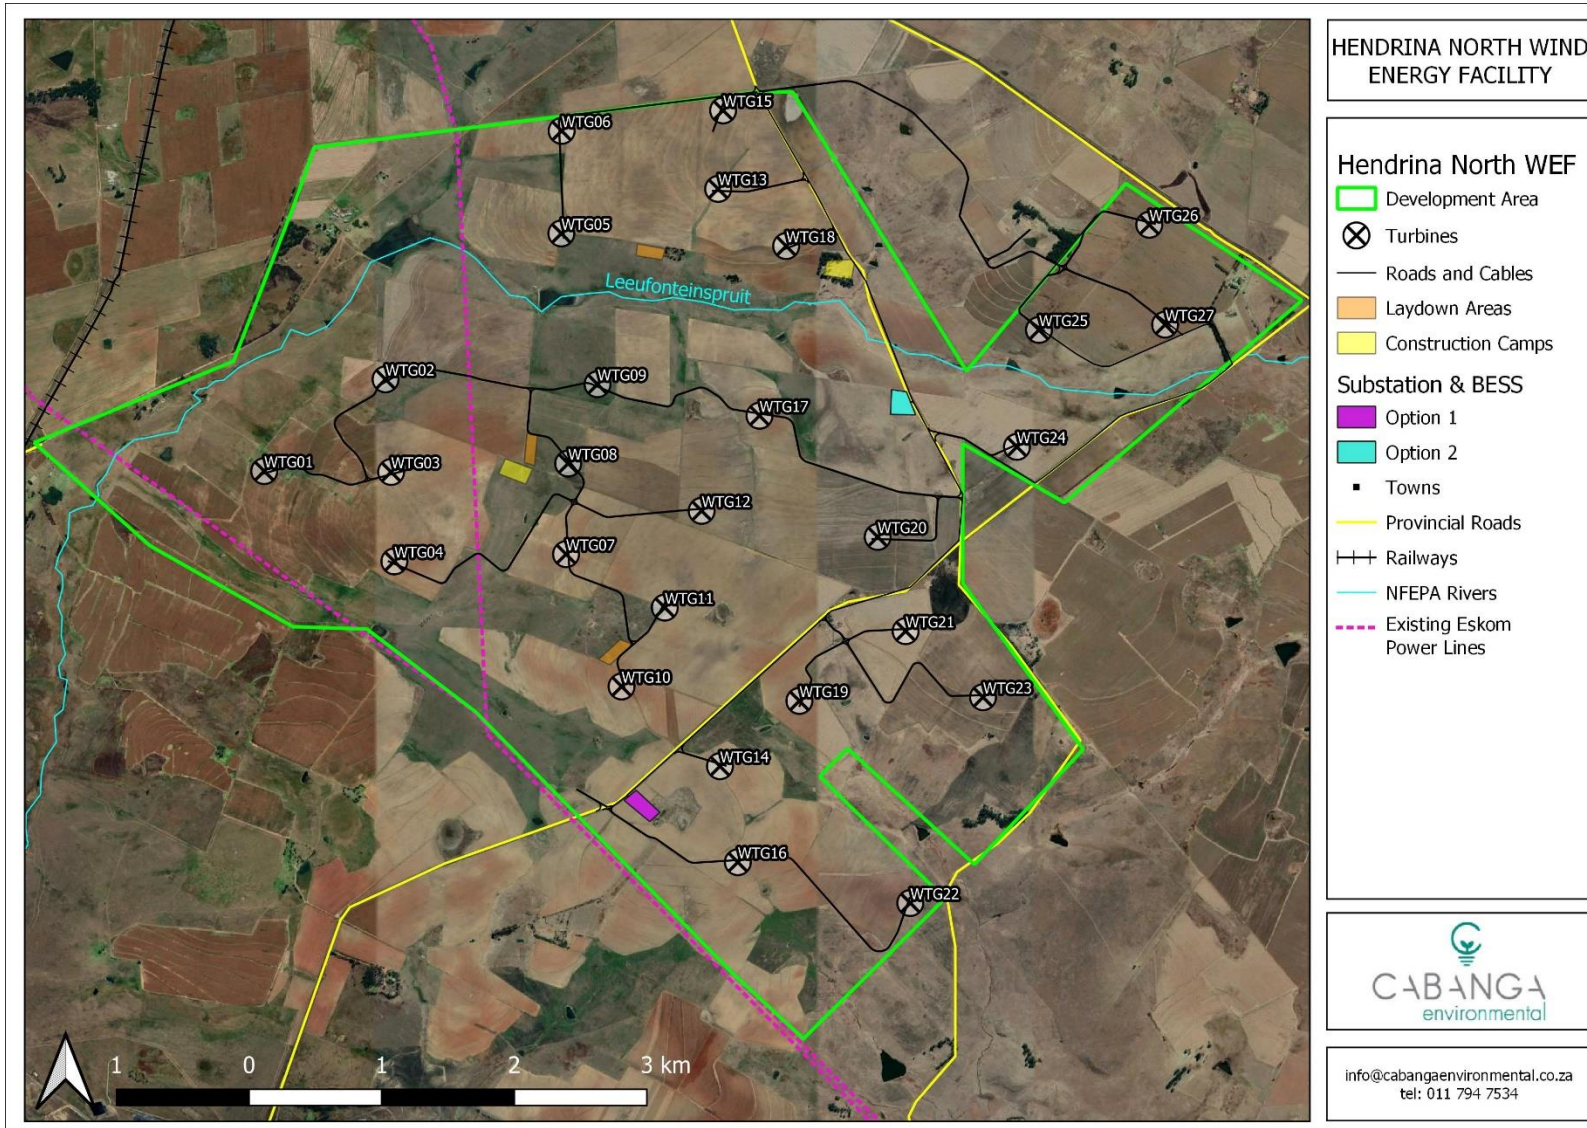 HENDRINA NORTH WIND
ENERGY FACILITY
Hendrina North WEF
Development Area
Turbines
Roads and Cables
Laydown Areas
Construction Camps
Substation & BESS
Option 1
Option 2
Towns
Provincial Roads
Railways
NFEPA Rivers
Existing Eskom
Power Lines
CABANGA
environmental
info@cabangaenvironmental.co.za
tel: 011 794 7534
WTG15
WTG06
WTG13
WTG26
WTG05
WTG18
Leeufonteinspruit
WTG25
WTG27
WTG02
WTG09
WTG17
WTG24
WTG01
WTG03
WTG08
WTG12
WTG20
WTG04
WTG07
WTG11
WTG21
WTG10
WTG19
WTG23
WTG14
WTG16
WTG22
1 0 1 2 3 km